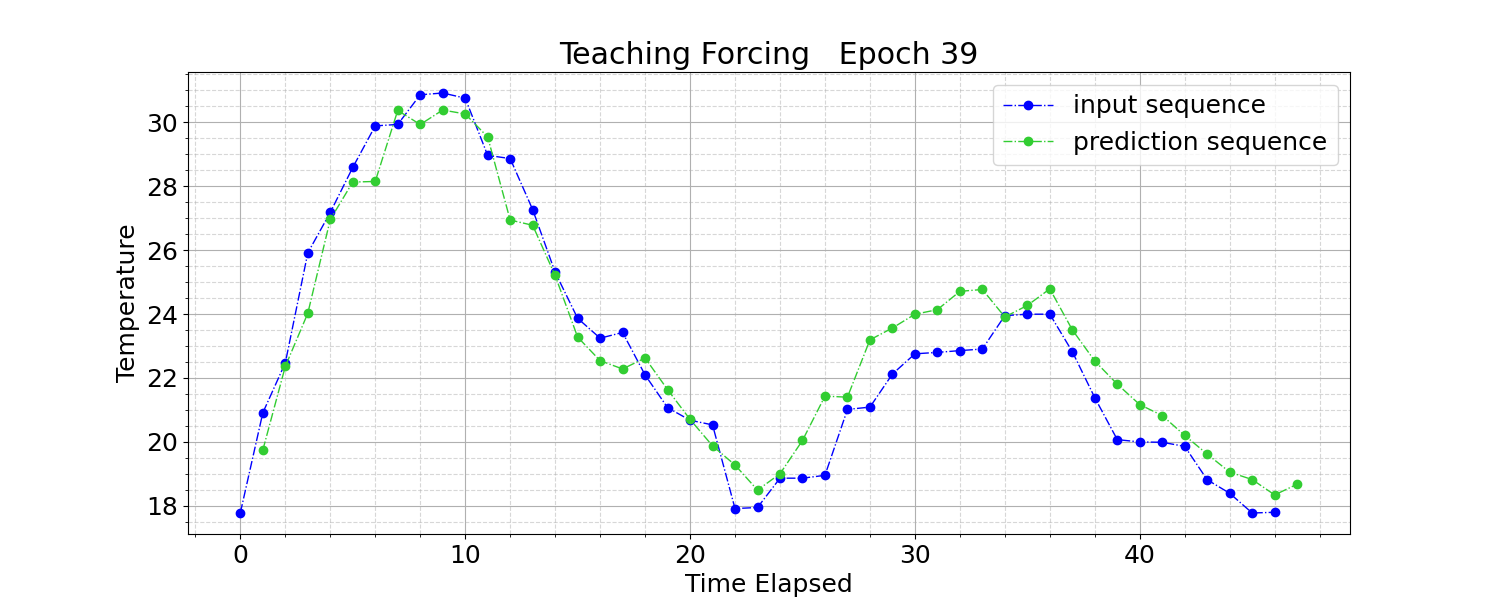 Teaching Forcing   Epoch 39
input sequence
prediction sequence
30
28
26
24
22
20
18
Temperature
0 10 20 30 40
Time Elapsed